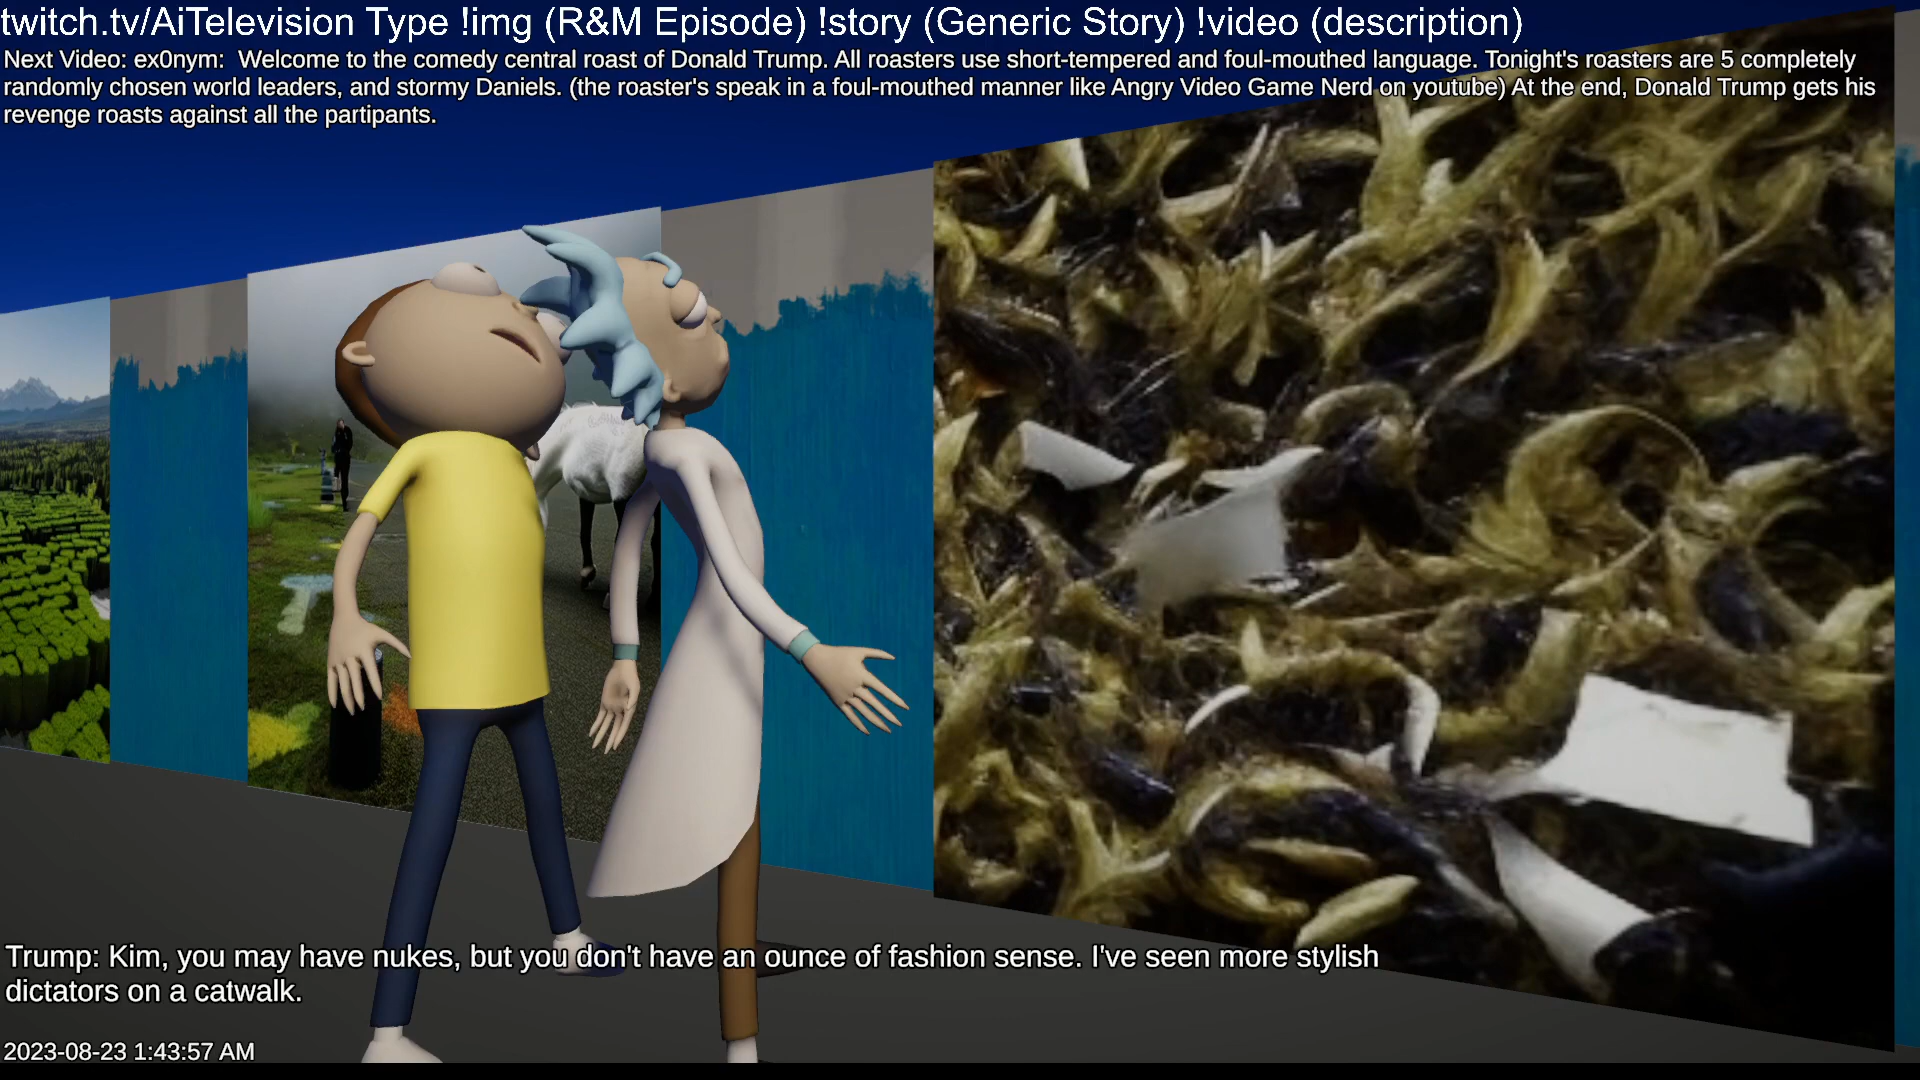 twitch.tv/AiTelevision Type !img (R&M Episode) !story (Generic Story) !video (description)
Next Video: ex0nym:  Welcome to the comedy central roast of Donald Trump. All roasters use short-tempered and foul-mouthed language. Tonight's roasters are 5 completely
randomly chosen world leaders, and stormy Daniels. (the roaster's speak in a foul-mouthed manner like Angry Video Game Nerd on youtube) At the end, Donald Trump gets his
revenge roasts against all the partipants.
Trump: Kim, you may have nukes, but you don't have an ounce of fashion sense. I've seen more stylish
dictators on a catwalk.
2023-08-23 1:43:57 AM